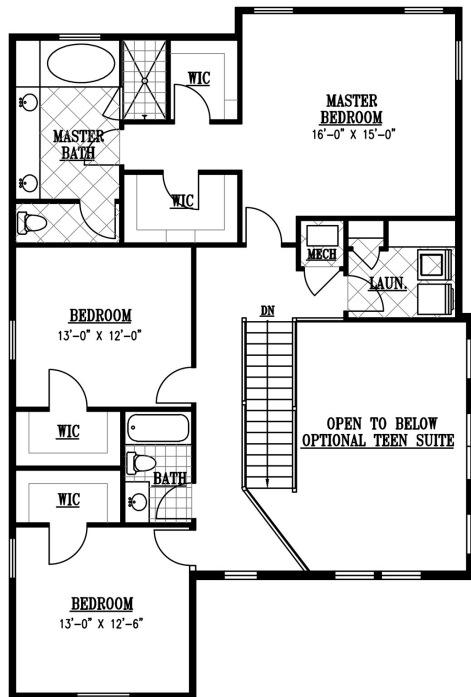 WIC
MASTER
BEDROOM
16'-0" X 15'-0"
MASTER
BATH
WIC
MECH
LAUN.
BEDROOM
13'-0" X 12'-0"
DN
WIC
OPEN TO BELOW
OPTIONAL TEEN SUITE
BATH
WIC
BEDROOM
13'-0" X 12'-6"